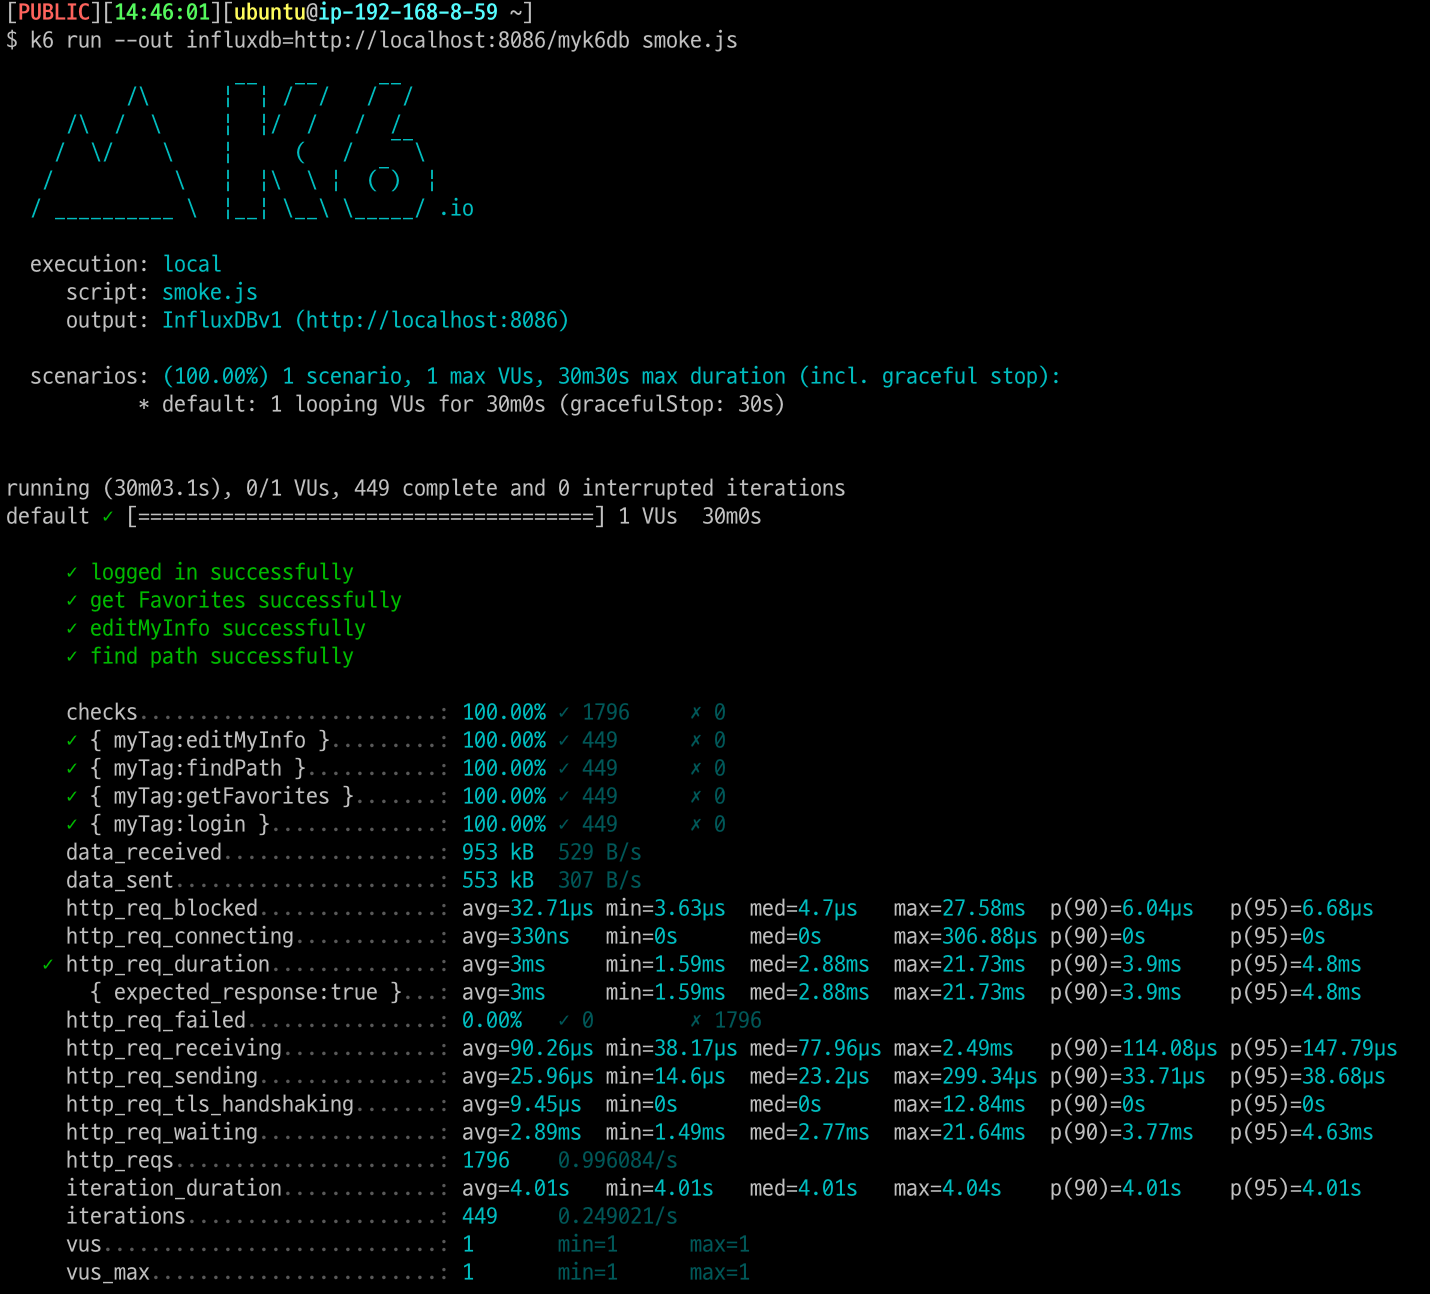 [PUBLIC][14:46:01][ubuntu@ip-192-168-8-59 ~]
$ k6 run --out influxdb=http://localhost:8086/myk6db smoke.js
.io
execution: local
script: smoke.js
output: InfluxDBv1 (http://localhost:8086)
scenarios: (100.00%) 1 scenario, 1 max VUs, 30m30s max duration (incl. graceful stop):
* default: 1 looping VUs for 30m0s (gracefulStop: 30s)
running (30m03.1s), 0/1 VUs, 449 complete and 0 interrupted iterations
default ✓ [======================================] 1 VUs  30m0s
✓ logged in successfully
✓ get Favorites successfully
✓ editMyInfo successfully
✓ find path successfully
checks.........................: 100.00% ✓ 1796     ✗ 0
✓ { myTag:editMyInfo }.........: 100.00% ✓ 449      ✗ 0
✓ { myTag:findPath }...........: 100.00% ✓ 449      ✗ 0
✓ { myTag:getFavorites }.......: 100.00% ✓ 449      ✗ 0
✓ { myTag:login }..............: 100.00% ✓ 449      ✗ 0
data_received..................: 953 kB  529 B/s
data_sent......................: 553 kB  307 B/s
http_req_blocked...............: avg=32.71µs min=3.63µs  med=4.7µs   max=27.58ms  p(90)=6.04µs   p(95)=6.68µs
http_req_connecting............: avg=330ns   min=0s      med=0s      max=306.88µs p(90)=0s       p(95)=0s
✓ http_req_duration..............: avg=3ms     min=1.59ms  med=2.88ms  max=21.73ms  p(90)=3.9ms    p(95)=4.8ms
{ expected_response:true }...: avg=3ms     min=1.59ms  med=2.88ms  max=21.73ms  p(90)=3.9ms    p(95)=4.8ms
http_req_failed................: 0.00%   ✓ 0        ✗ 1796
http_req_receiving.............: avg=90.26µs min=38.17µs med=77.96µs max=2.49ms   p(90)=114.08µs p(95)=147.79µs
http_req_sending...............: avg=25.96µs min=14.6µs  med=23.2µs  max=299.34µs p(90)=33.71µs  p(95)=38.68µs
http_req_tls_handshaking.......: avg=9.45µs  min=0s      med=0s      max=12.84ms  p(90)=0s       p(95)=0s
http_req_waiting...............: avg=2.89ms  min=1.49ms  med=2.77ms  max=21.64ms  p(90)=3.77ms   p(95)=4.63ms
http_reqs......................: 1796    0.996084/s
iteration_duration.............: avg=4.01s   min=4.01s   med=4.01s   max=4.04s    p(90)=4.01s    p(95)=4.01s
iterations.....................: 449     0.249021/s
vus............................: 1       min=1      max=1
vus_max........................: 1       min=1      max=1